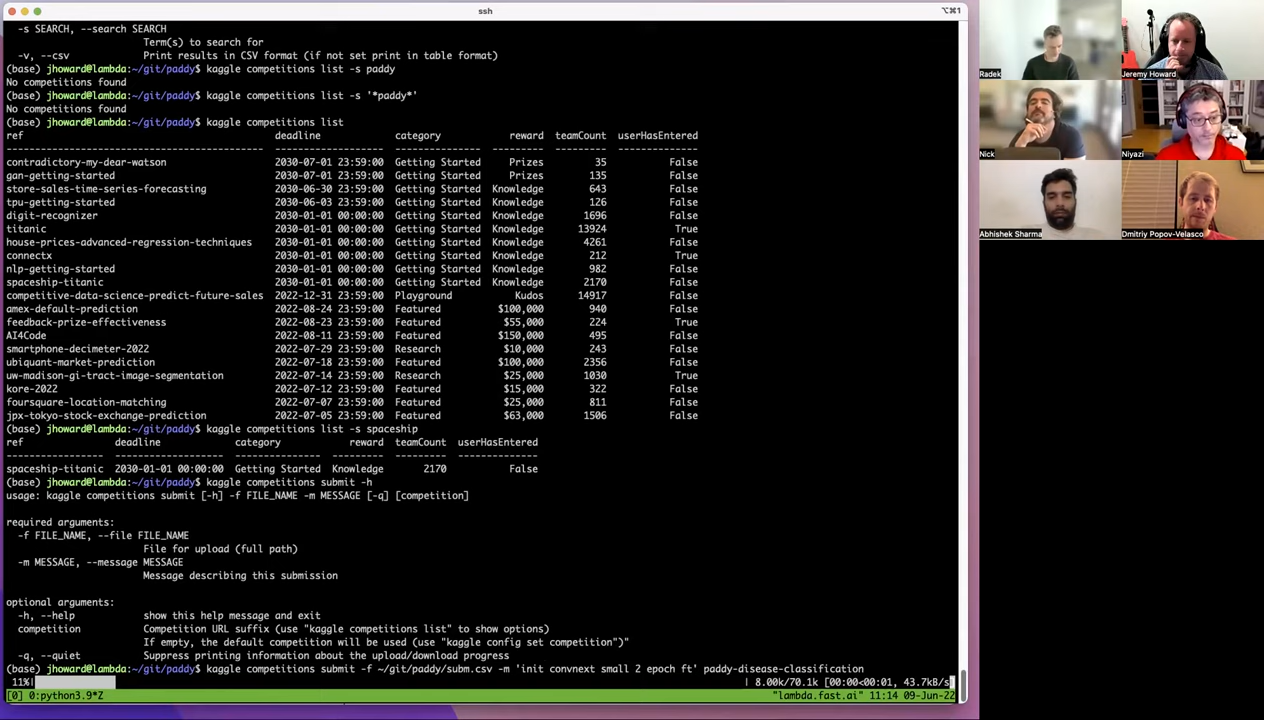 ssh
⌥⌘1
-s SEARCH, --search SEARCH
Term(s) to search for
-v, --csv Print results in CSV format (if not set print in table format)
(base) jhoward@lambda:~/git/paddy$ kaggle competitions list -s paddy
No competitions found
(base) jhoward@lambda:~/git/paddy$ kaggle competitions list -s '*paddy*'
No competitions found
(base) jhoward@lambda:~/git/paddy$ kaggle competitions list
ref deadline category reward teamCount userHasEntered
--------------------------------------------- ------------------- --------------- --------- --------- --------------
contradictory-my-dear-watson 2030-07-01 23:59:00 Getting Started Prizes 35 False
gan-getting-started 2030-07-01 23:59:00 Getting Started Prizes 135 False
store-sales-time-series-forecasting 2030-06-30 23:59:00 Getting Started Knowledge 643 False
tpu-getting-started 2030-06-03 23:59:00 Getting Started Knowledge 126 False
digit-recognizer 2030-01-01 00:00:00 Getting Started Knowledge 1696 False
titanic 2030-01-01 00:00:00 Getting Started Knowledge 13924 True
house-prices-advanced-regression-techniques 2030-01-01 00:00:00 Getting Started Knowledge 4261 False
connectx 2030-01-01 00:00:00 Getting Started Knowledge 212 True
nlp-getting-started 2030-01-01 00:00:00 Getting Started Knowledge 982 False
spaceship-titanic 2030-01-01 00:00:00 Getting Started Knowledge 2170 False
competitive-data-science-predict-future-sales 2022-12-31 23:59:00 Playground Kudos 14917 False
amex-default-prediction 2022-08-24 23:59:00 Featured $100,000 940 False
feedback-prize-effectiveness 2022-08-23 23:59:00 Featured $55,000 224 True
AI4Code 2022-08-11 23:59:00 Featured $150,000 495 False
smartphone-decimeter-2022 2022-07-29 23:59:00 Research $10,000 243 False
ubiquant-market-prediction 2022-07-18 23:59:00 Featured $100,000 2356 False
uw-madison-gi-tract-image-segmentation 2022-07-14 23:59:00 Research $25,000 1030 True
kore-2022 2022-07-12 23:59:00 Featured $15,000 322 False
foursquare-location-matching 2022-07-07 23:59:00 Featured $25,000 811 False
jpx-tokyo-stock-exchange-prediction 2022-07-05 23:59:00 Featured $63,000 1506 False
(base) jhoward@lambda:~/git/paddy$ kaggle competitions list -s spaceship
ref deadline category reward teamCount userHasEntered
----------------- ------------------- --------------- --------- --------- --------------
spaceship-titanic 2030-01-01 00:00:00 Getting Started Knowledge 2170 False
(base) jhoward@lambda:~/git/paddy$ kaggle competitions submit -h
usage: kaggle competitions submit [-h] -f FILE_NAME -m MESSAGE [-q] [competition]
required arguments:
-f FILE_NAME, --file FILE_NAME
File for upload (full path)
-m MESSAGE, --message MESSAGE
Message describing this submission
optional arguments:
-h, --help show this help message and exit
competition Competition URL suffix (use "kaggle competitions list" to show options)
If empty, the default competition will be used (use "kaggle config set competition")"
-q, --quiet Suppress printing information about the upload/download progress
(base) jhoward@lambda:~/git/paddy$ kaggle competitions submit -f ~/git/paddy/subm.csv -m 'init convnext small 2 epoch ft' paddy-disease-classification
11%| | 8.00k/70.1k [00:00<00:01, 43.7kB/s]
[0] 0:python3.9*Z "lambda.fast.ai" 11:14 09-Jun-22
Radek
Jeremy Howard
Nick
Niyazi
Abhishek Sharma
Dmitriy Popov-Velasco